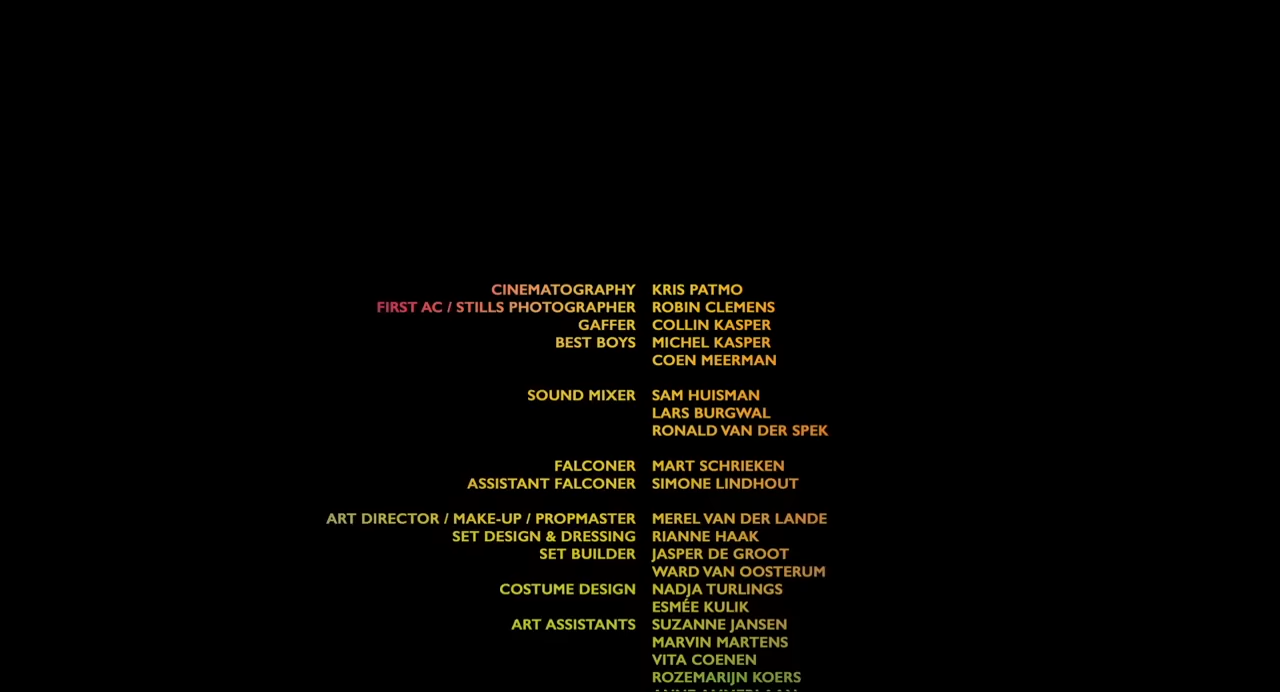 CINEMATOGRAPHY KRIS PATMO
FIRST AC / STILLS PHOTOGRAPHER ROBIN CLEMENS
GAFFER COLLIN KASPER
BEST BOYS MICHEL KASPER
COEN MEERMAN
SOUND MIXER SAM HUISMAN
LARS BURGWAL
RONALD VAN DER SPEK
FALCONER MART SCHRIEKEN
ASSISTANT FALCONER SIMONE LINDHOUT
ART DIRECTOR / MAKE-UP / PROPMASTER MEREL VAN DER LANDE
SET DESIGN & DRESSING RIANNE HAAK
SET BUILDER JASPER DE GROOT
WARD VAN OOSTERUM
COSTUME DESIGN NADJA TURLINGS
ESMÉE KULIK
ART ASSISTANTS SUZANNE JANSEN
MARVIN MARTENS
VITA COENEN
ROZEMARIJN KOERS